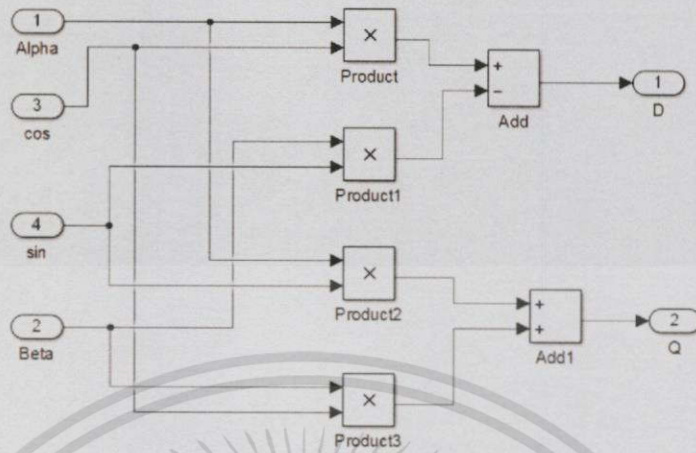 1
Alpha
×
Product
3
cos
+
−
Add
1
D
×
Product1
4
sin
×
Product2
2
Beta
+
+
Add1
2
Q
×
Product3